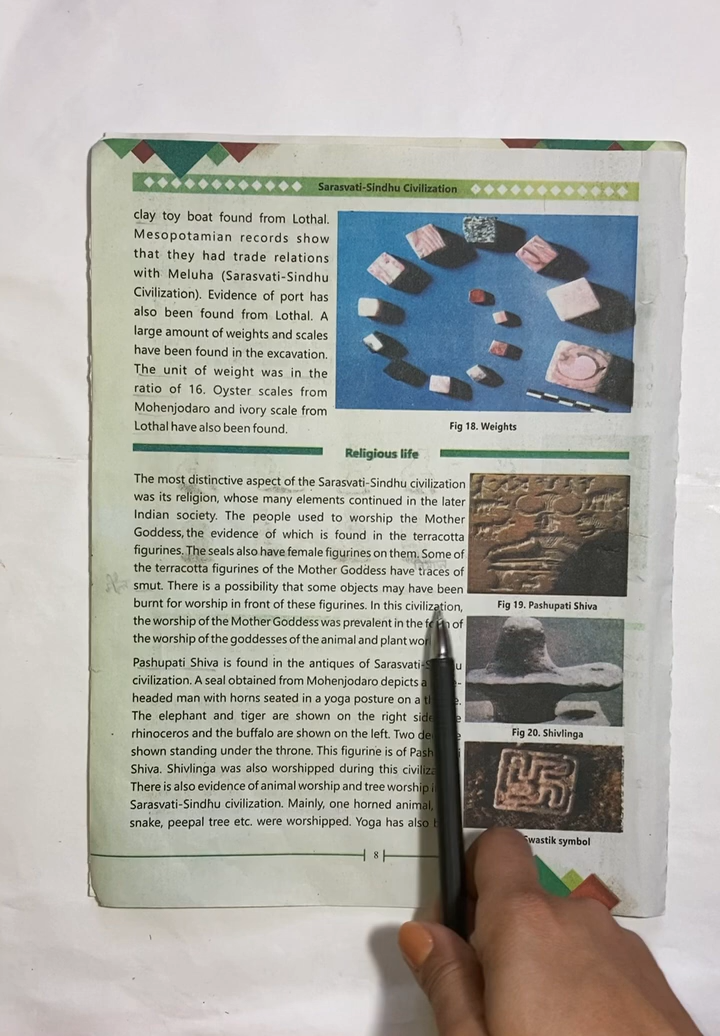 Sarasvati-Sindhu Civilization
clay toy boat found from Lothal.
Mesopotamian records show
that they had trade relations
with Meluha (Sarasvati-Sindhu
Civilization). Evidence of port has
also been found from Lothal. A
large amount of weights and scales
have been found in the excavation.
The unit of weight was in the
ratio of 16. Oyster scales from
Mohenjodaro and ivory scale from
Lothal have also been found.
Fig 18. Weights
Religious life
The most distinctive aspect of the Sarasvati-Sindhu civilization
was its religion, whose many elements continued in the later
Indian society. The people used to worship the Mother
Goddess, the evidence of which is found in the terracotta
figurines. The seals also have female figurines on them. Some of
the terracotta figurines of the Mother Goddess have traces of
smut. There is a possibility that some objects may have been
burnt for worship in front of these figurines. In this civilization,
the worship of the Mother Goddess was prevalent in the of
the worship of the goddesses of the animal and plant
Pashupati Shiva is found in the antiques of
civilization. A seal obtained from Mohenjodaro depicts a
headed man with horns seated in a yoga posture on a
The elephant and tiger are shown on the right
rhinoceros and the buffalo are shown on the left. Two
shown standing under the throne. This figurine is of
Shiva. Shivlinga was also worshipped during this
There is also evidence of animal worship and tree worship
Sarasvati-Sindhu civilization. Mainly, one horned animal,
snake, peepal tree etc. were worshipped. Yoga has also
Fig 19. Pashupati Shiva
Fig 20. Shivlinga
Swastik symbol
8